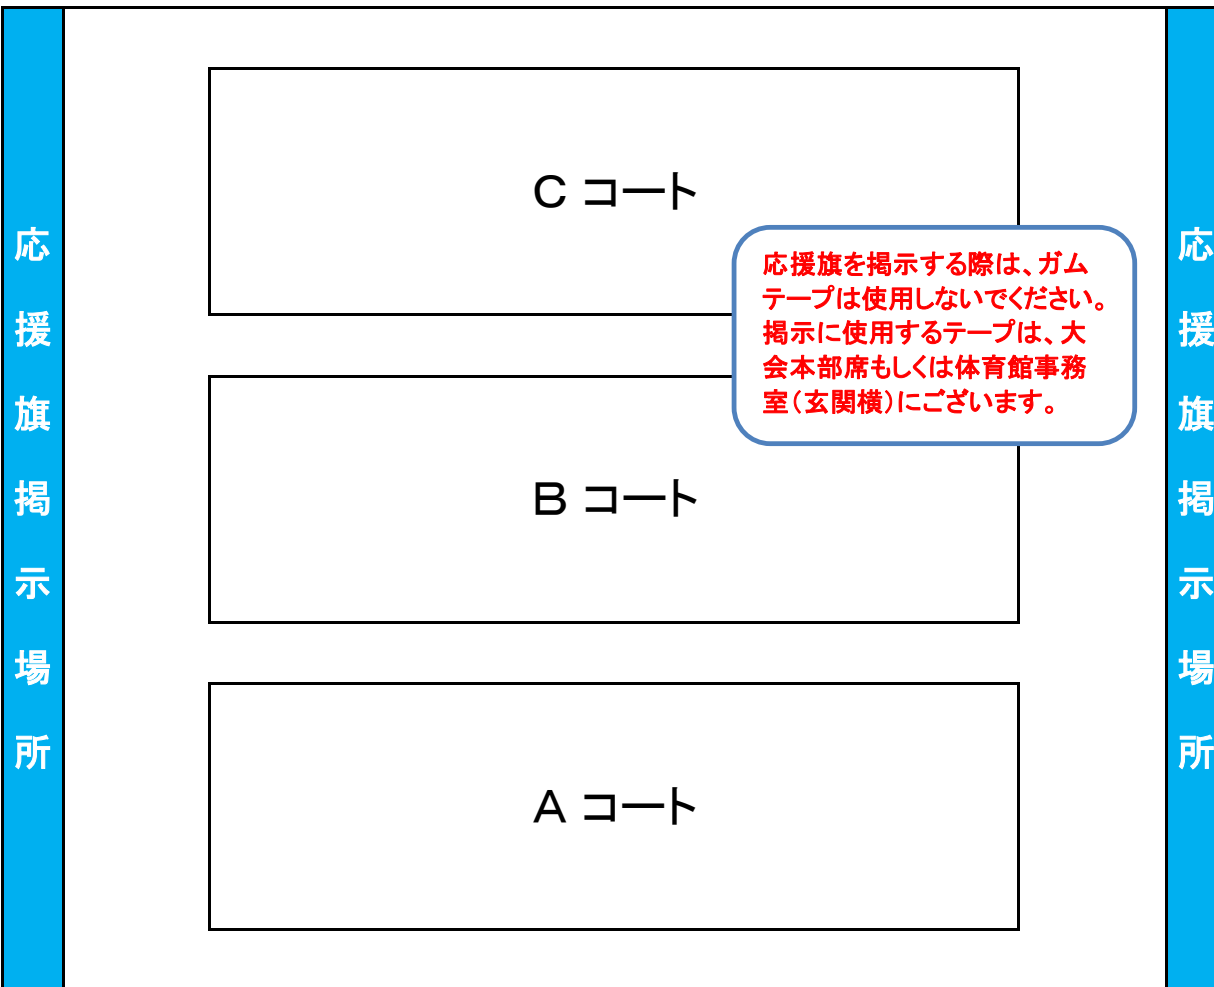 応援旗掲示場所
C コート
応援旗を掲示する際は、ガム
テープは使用しないでください。
掲示に使用するテープは、大
会本部席もしくは体育館事務
室（玄関横）にございます。
B コート
A コート
応援旗掲示場所